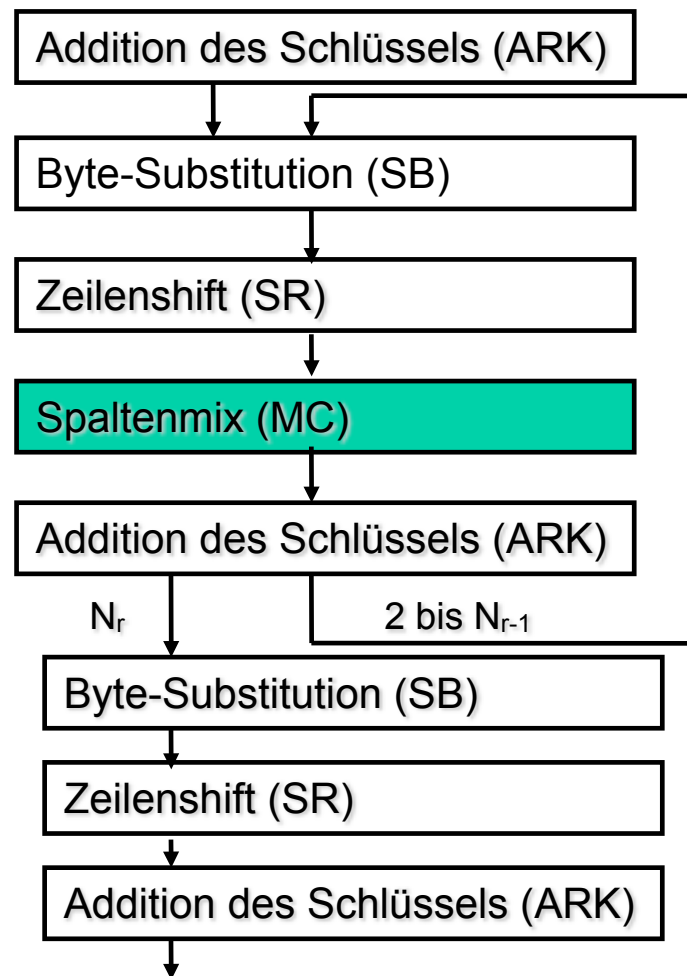 Addition des Schlüssels (ARK)
Byte-Substitution (SB)
Zeilenshift (SR)
Spaltenmix (MC)
Addition des Schlüssels (ARK)
Nr 2 bis Nr-1
Byte-Substitution (SB)
Zeilenshift (SR)
Addition des Schlüssels (ARK)